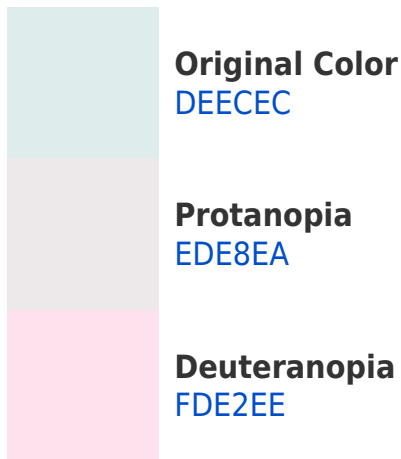 Original Color
DEECEC
Protanopia
EDE8EA
Deuteranopia
FDE2EE